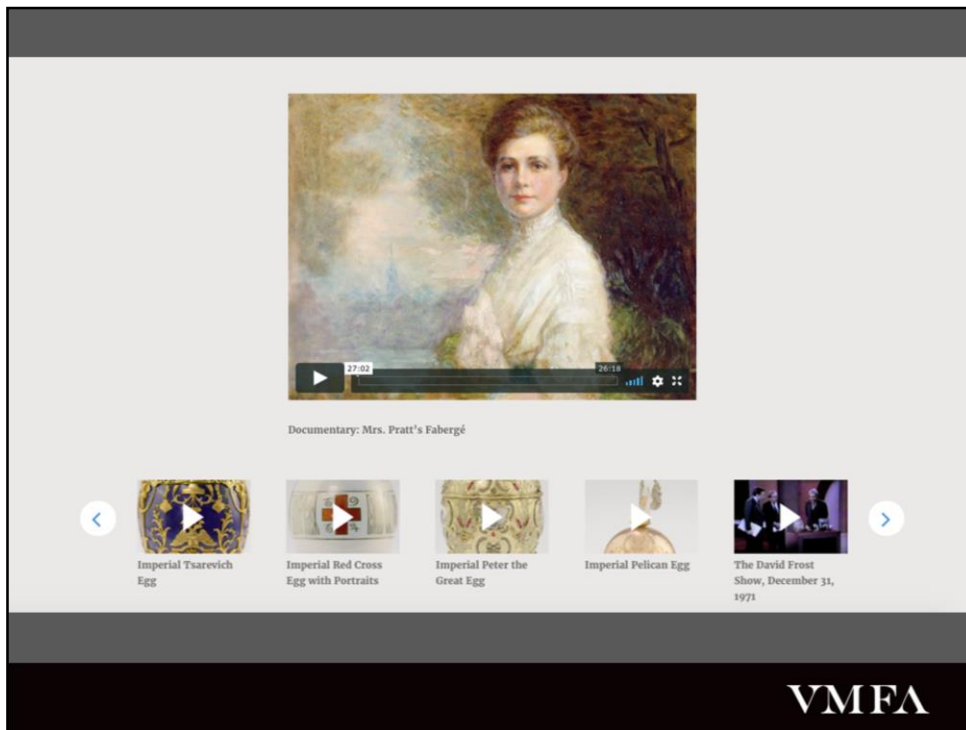 27:02
26:18
Documentary: Mrs. Pratt's Fabergé
Imperial Tsarevich
Egg
Imperial Red Cross
Egg with Portraits
Imperial Peter the
Great Egg
Imperial Pelican Egg
The David Frost
Show, December 31,
1971
VMFA